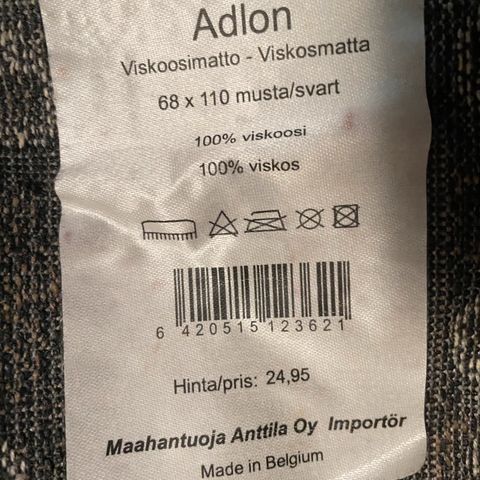 Adlon
Viskoosimatto - Viskosmatta
68 x 110 musta/svart
100% viskoosi
100% viskos
6 420515 123621
Hinta/pris: 24,95
Maahantuoja Anttila Oy Importör
Made in Belgium